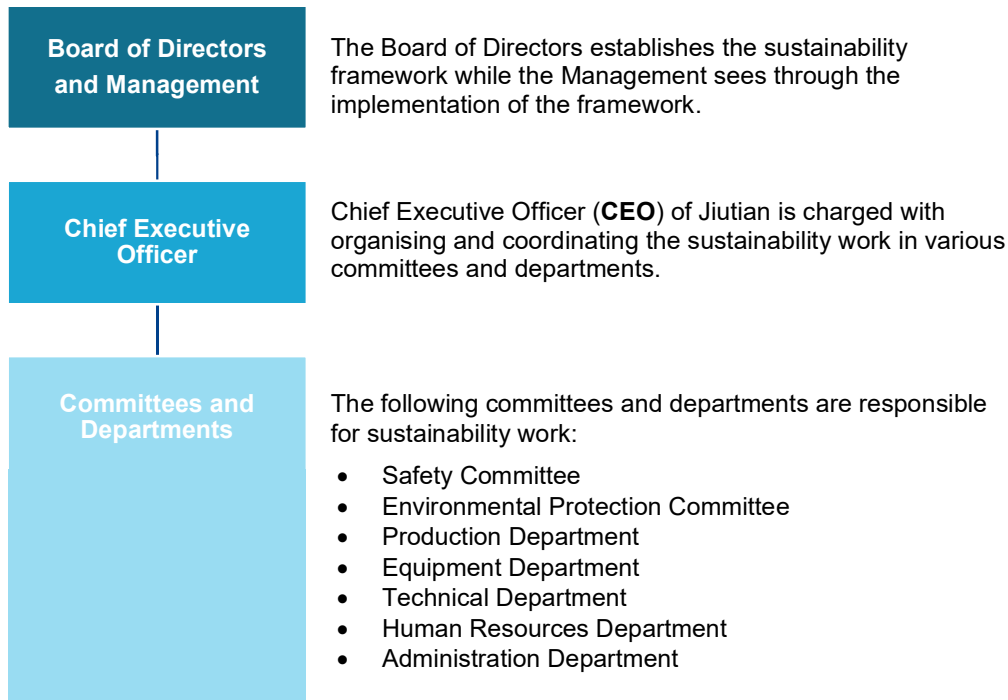 Board of Directors
and Management
The Board of Directors establishes the sustainability
framework while the Management sees through the
implementation of the framework.
Chief Executive
Officer
Chief Executive Officer (CEO) of Jiutian is charged with
organising and coordinating the sustainability work in various
committees and departments.
Committees and
Departments
The following committees and departments are responsible
for sustainability work:
• Safety Committee
• Environmental Protection Committee
• Production Department
• Equipment Department
• Technical Department
• Human Resources Department
• Administration Department